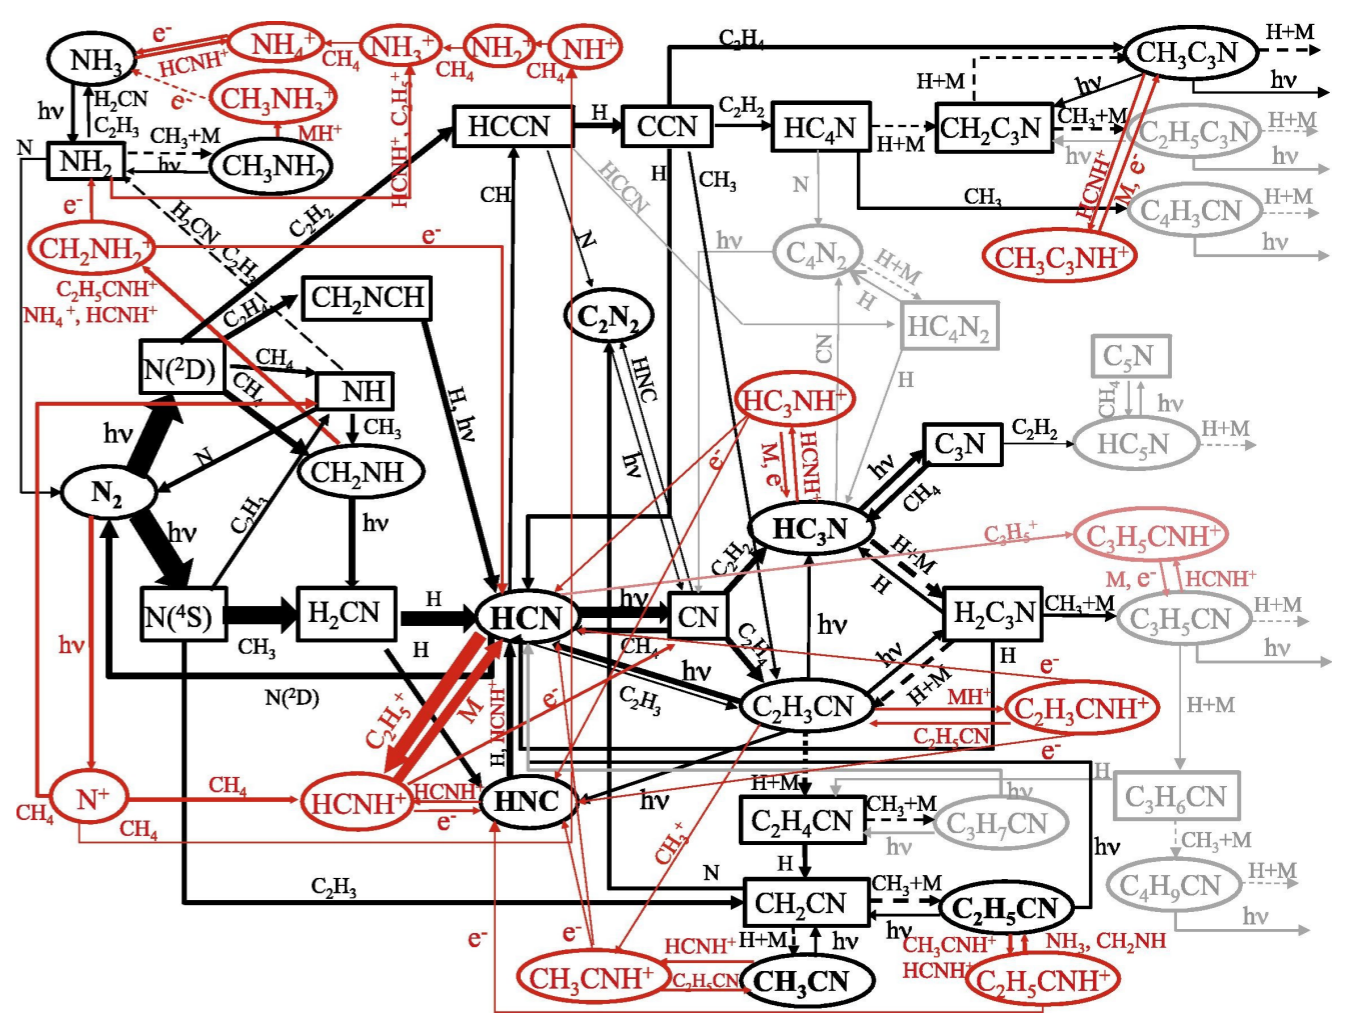 NH₃
e⁻
HCNH⁺
NH₄⁺
CH₄
NH₃⁺
CH₄
NH₂⁺
CH₄
NH⁺
C₂H₄
CH₃C₃N
H+M
hν
hν
H₂CN
C₂H₃
e⁻
CH₃NH₃⁺
MH⁺
HCNH⁺, C₂H₅⁺
N
NH₂
CH₃+M
hν
CH₃NH₂
HCCN
H
CCN
C₂H₂
HC₄N
H+M
H+M
CH₂C₃N
hν
CH₃+M
hν
C₂H₅C₃N
H+M
hν
H
CH₃
HCCN
N
CH₃
C₄H₃CN
H+M
hν
HCNH⁺
M, e⁻
CH₃C₃NH⁺
e⁻
CH₂NH₂⁺
C₂H₅CNH⁺
NH₄⁺, HCNH⁺
H₂CN, C₂H₃
C₂H₂
e⁻
CH
N
C₂N₂
hν
C₄N₂
H+M
H
HC₄N₂
H
CN
C₂H₄
CH₂NCH
H, hν
N(²D)
CH₄
CH₄
NH
CH₃
N
CH₂NH
hν
hν
N₂
hν
C₂H₃
HNC
hν
HC₃NH⁺
e⁻
M, e⁻
HCNH⁺
HC₃N
hν
CH₄
C₃N
C₂H₂
C₅N
CH₄
hν
HC₅N
H+M
N(⁴S)
CH₃
H₂CN
H
H
HCN
hν
CH₄
CN
C₂H₂
C₂H₄
C₂H₅⁺
C₃H₅CNH⁺
M, e⁻
HCNH⁺
H+M
H
H₂C₃N
CH₃+M
C₃H₅CN
H+M
hν
hν
N(²D)
C₂H₅⁺
M
H, HCNH⁺
e⁻
C₂H₃
hν
C₂H₃CN
hν
hν
H+M
H
e⁻
MH⁺
C₂H₅CN
e⁻
C₂H₃CNH⁺
H+M
N⁺
CH₄
CH₄
CH₄
HCNH⁺
HCNH⁺
e⁻
HNC
hν
H+M
C₂H₄CN
CH₃+M
hν
C₃H₇CN
hν
H
C₃H₆CN
CH₃+M
C₄H₉CN
H+M
hν
CH₃⁺
H
C₂H₃
N
CH₂CN
CH₃+M
hν
C₂H₅CN
hν
H+M
hν
e⁻
e⁻
CH₃CNH⁺
HCNH⁺
C₂H₅CN
CH₃CN
CH₃CNH⁺
HCNH⁺
NH₃, CH₂NH
C₂H₅CNH⁺